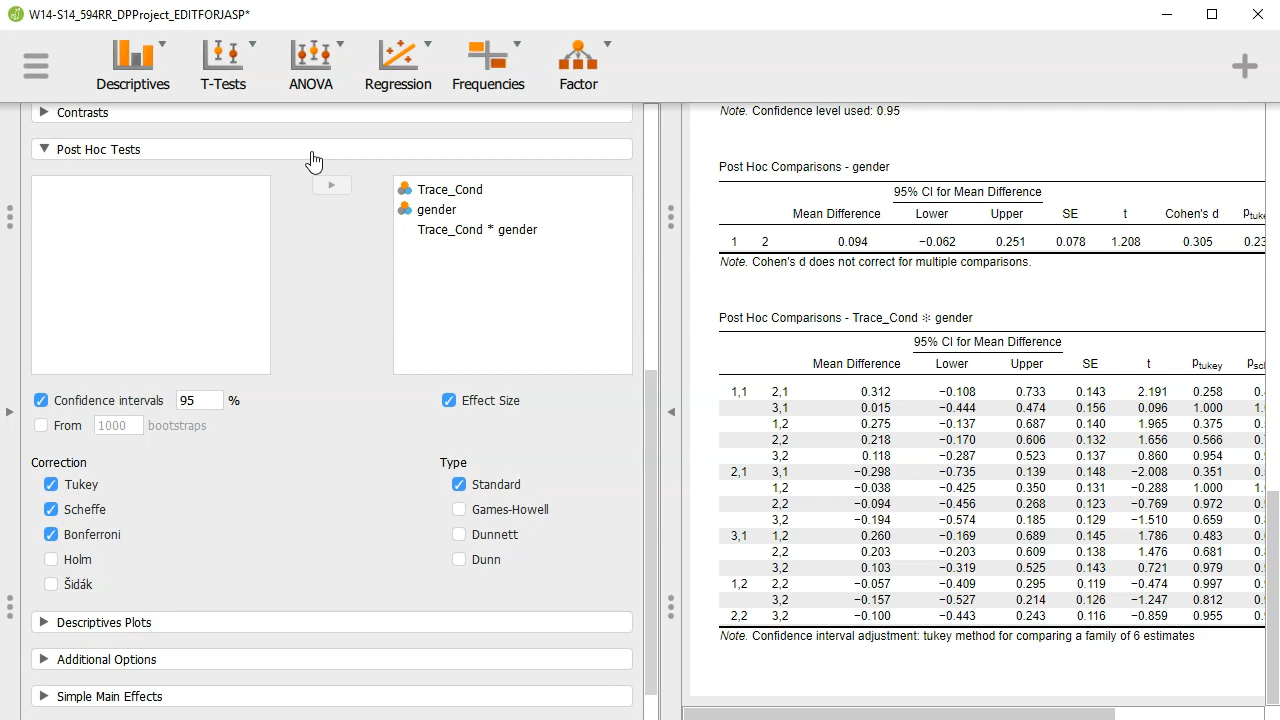 W14-S14_594RR_DPProject_EDITFORJASP*
Descriptives T-Tests ANOVA Regression Frequencies Factor
Contrasts
Post Hoc Tests
Trace_Cond
gender
Trace_Cond * gender
Confidence intervals 95 %
Effect Size
From 1000 bootstraps
Correction
Tukey
Scheffe
Bonferroni
Holm
Šidák
Type
Standard
Games-Howell
Dunnett
Dunn
Descriptives Plots
Additional Options
Simple Main Effects
Note. Confidence level used: 0.95
Post Hoc Comparisons - gender
95% CI for Mean Difference
Mean Difference Lower Upper SE t Cohen's d
1 2 0.094 −0.062 0.251 0.078 1.208 0.305 0.23
Note. Cohen's d does not correct for multiple comparisons.
Post Hoc Comparisons - Trace_Cond ✻ gender
95% CI for Mean Difference
Mean Difference Lower Upper SE t ptukey
1,1 2,1 0.312 −0.108 0.733 0.143 2.191 0.258 0.
3,1 0.015 −0.444 0.474 0.156 0.096 1.000 1.
1,2 0.275 −0.137 0.687 0.140 1.965 0.375 0.
2,2 0.218 −0.170 0.606 0.132 1.656 0.566 0.
3,2 0.118 −0.287 0.523 0.137 0.860 0.954 0.
2,1 3,1 −0.298 −0.735 0.139 0.148 −2.008 0.351 0.
1,2 −0.038 −0.425 0.350 0.131 −0.288 1.000 1.
2,2 −0.094 −0.456 0.268 0.123 −0.769 0.972 0.
3,2 −0.194 −0.574 0.185 0.129 −1.510 0.659 0.
3,1 1,2 0.260 −0.169 0.689 0.145 1.786 0.483 0.
2,2 0.203 −0.203 0.609 0.138 1.476 0.681 0.
3,2 0.103 −0.319 0.525 0.143 0.721 0.979 0.
1,2 2,2 −0.057 −0.409 0.295 0.119 −0.474 0.997 0.
3,2 −0.157 −0.527 0.214 0.126 −1.247 0.812 0.
2,2 3,2 −0.100 −0.443 0.243 0.116 −0.859 0.955 0.
Note. Confidence interval adjustment: tukey method for comparing a family of 6 estimates